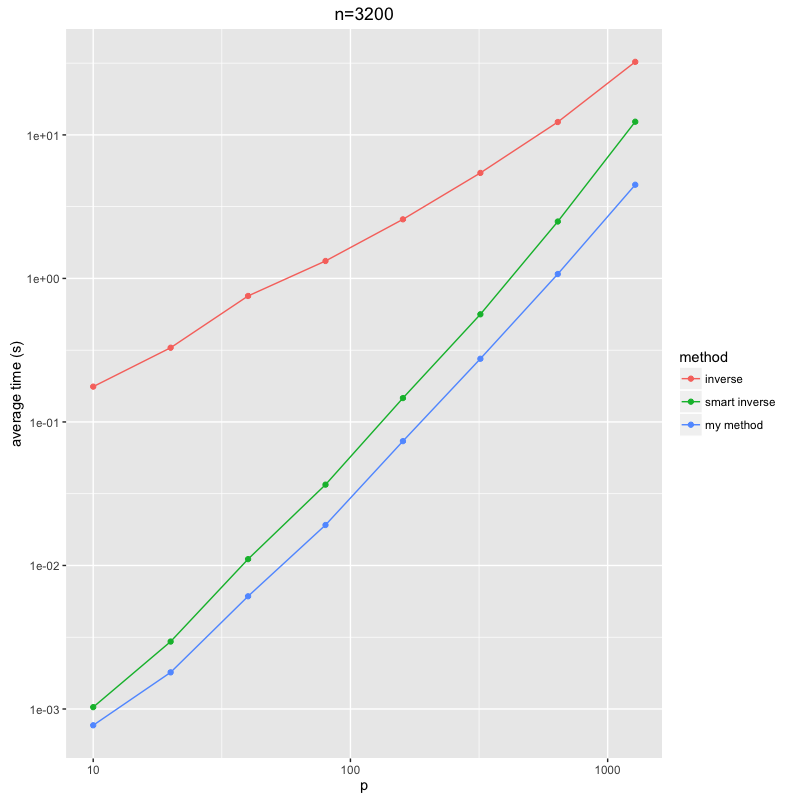 n=3200
average time (s)
1e+01
1e+00
1e-01
1e-02
1e-03
10 100 1000
p
method
inverse
smart inverse
my method